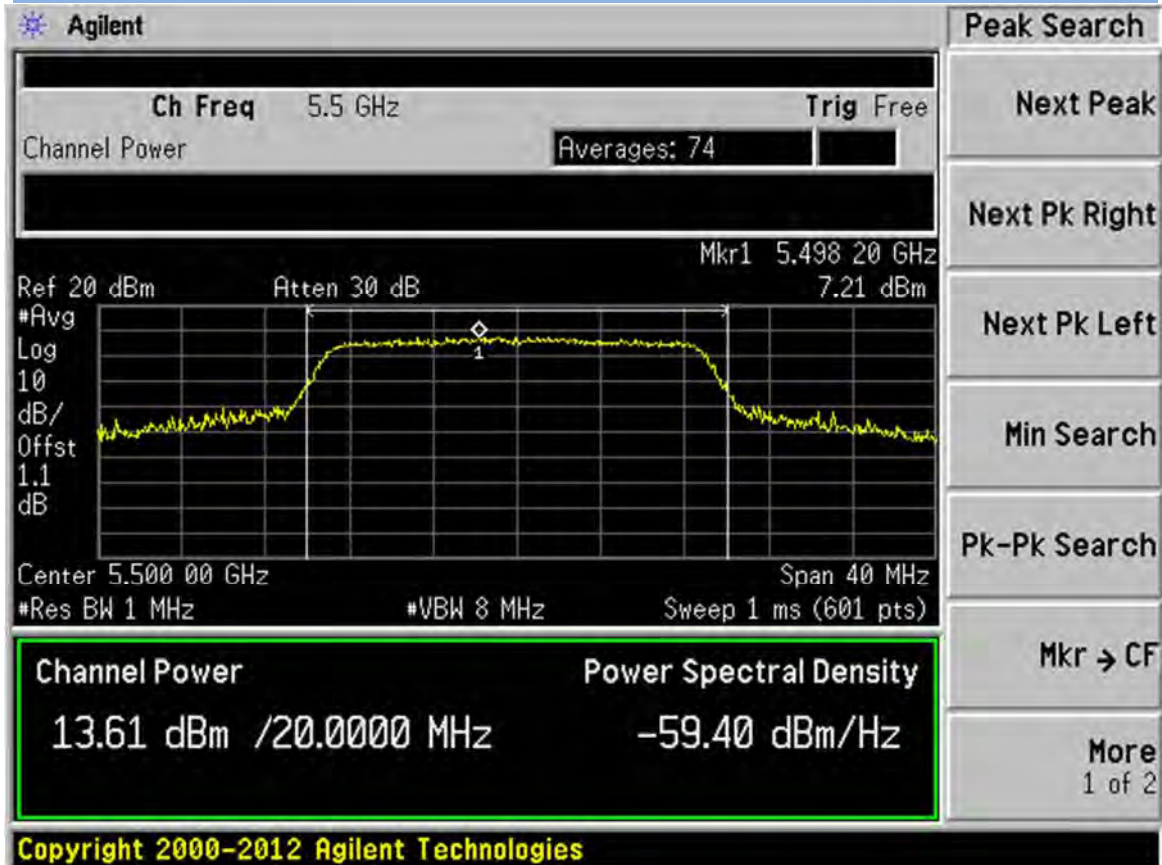 Agilent
Peak Search
Ch Freq 5.5 GHz Trig Free
Channel Power Averages: 74
Mkr1 5.498 20 GHz
Ref 20 dBm Atten 30 dB 7.21 dBm
#Avg
Log
10
dB/
Offst
1.1
dB
1
Center 5.500 00 GHz Span 40 MHz
#Res BW 1 MHz #VBW 8 MHz Sweep 1 ms (601 pts)
Channel Power Power Spectral Density
13.61 dBm /20.0000 MHz -59.40 dBm/Hz
Next Peak
Next Pk Right
Next Pk Left
Min Search
Pk-Pk Search
Mkr → CF
More
1 of 2
Copyright 2000-2012 Agilent Technologies